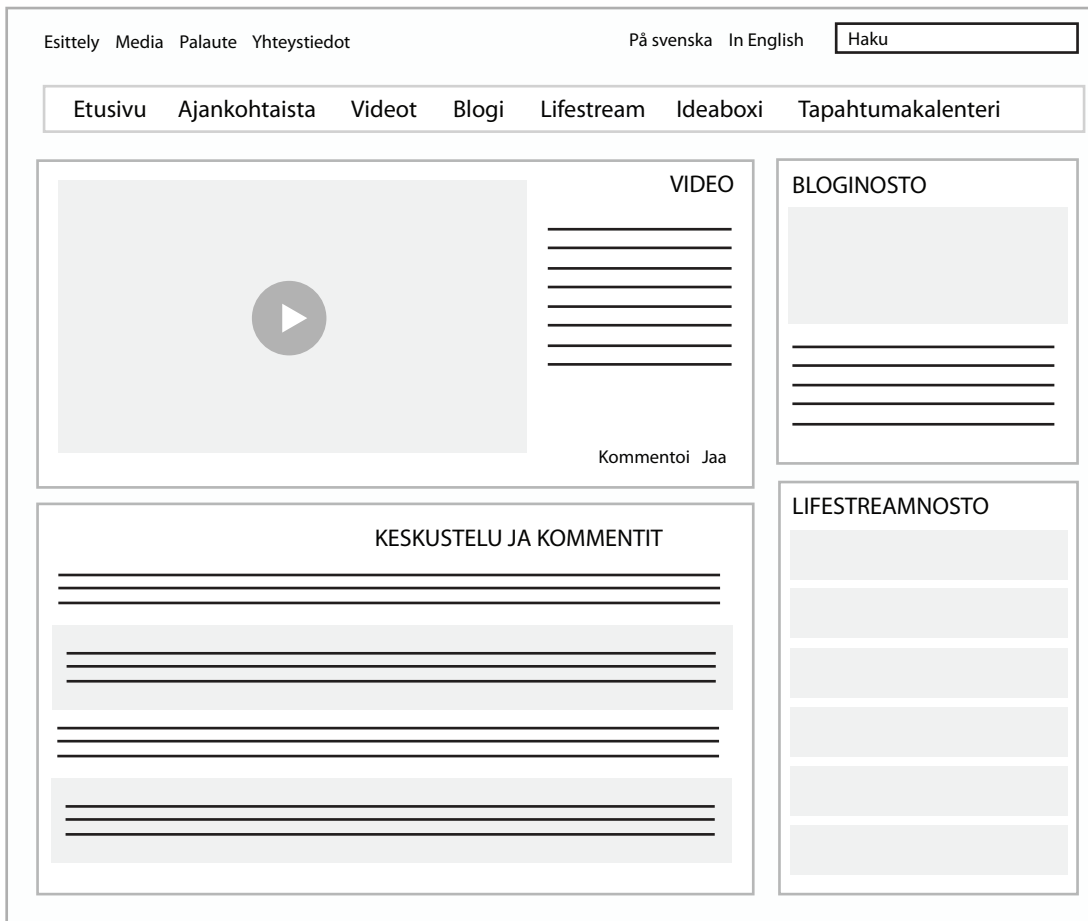 Esittely Media Palaute Yhteystiedot På svenska In English Haku
Etusivu Ajankohtaista Videot Blogi Lifestream Ideaboxi Tapahtumakalenteri
VIDEO
Kommentoi Jaa
BLOGINOSTO
KESKUSTELU JA KOMMENTIT
LIFESTREAMNOSTO